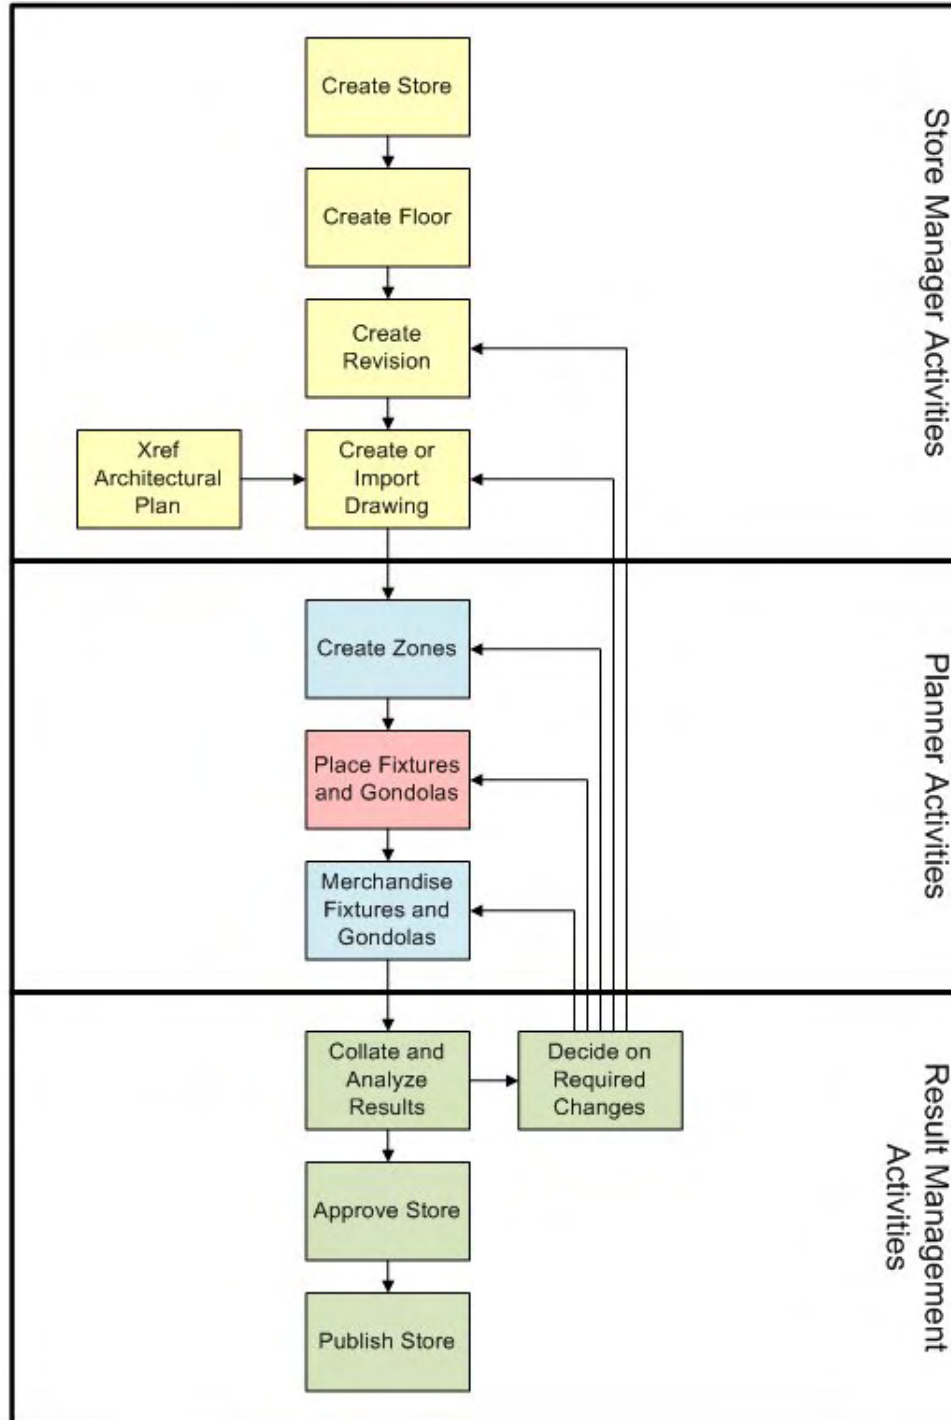 Create Store
Create Floor
Create
Revision
Xref
Architectural
Plan
Create or
Import
Drawing
Store Manager Activities
Create Zones
Place Fixtures
and Gondolas
Merchandise
Fixtures and
Gondolas
Planner Activities
Collate and
Analyze
Results
Decide on
Required
Changes
Approve Store
Publish Store
Result Management
Activities